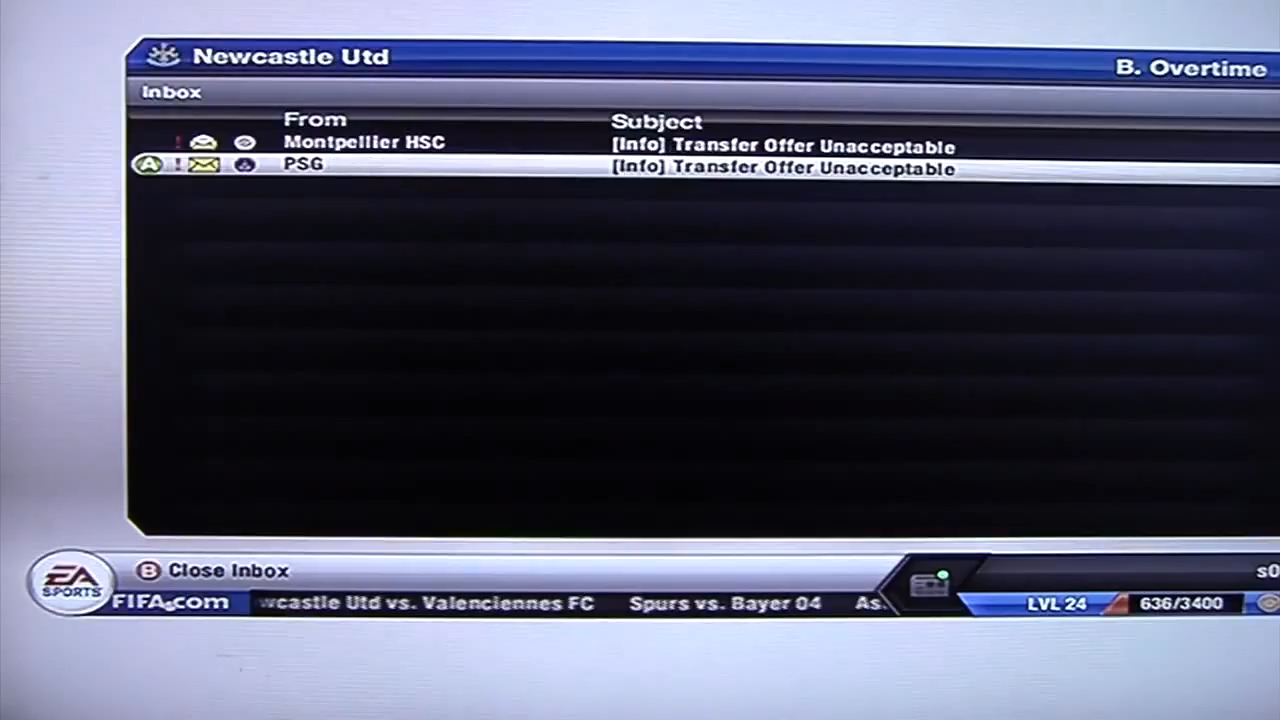 Newcastle Utd
B. Overtime
Inbox
From Subject
! Montpellier HSC [Info] Transfer Offer Unacceptable
A ! PSG [Info] Transfer Offer Unacceptable
B Close Inbox
EA SPORTS
FIFA.com wcastle Utd vs. Valenciennes FC Spurs vs. Bayer 04 As. LVL 24 636/3400